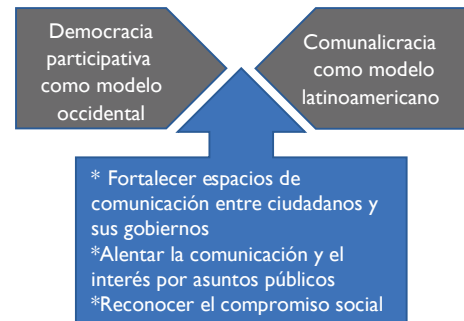 Democracia
participativa
como modelo
occidental
Comunalicracia
como modelo
latinoamericano
* Fortalecer espacios de
comunicación entre ciudadanos y
sus gobiernos
*Alentar la comunicación y el
interés por asuntos públicos
*Reconocer el compromiso social